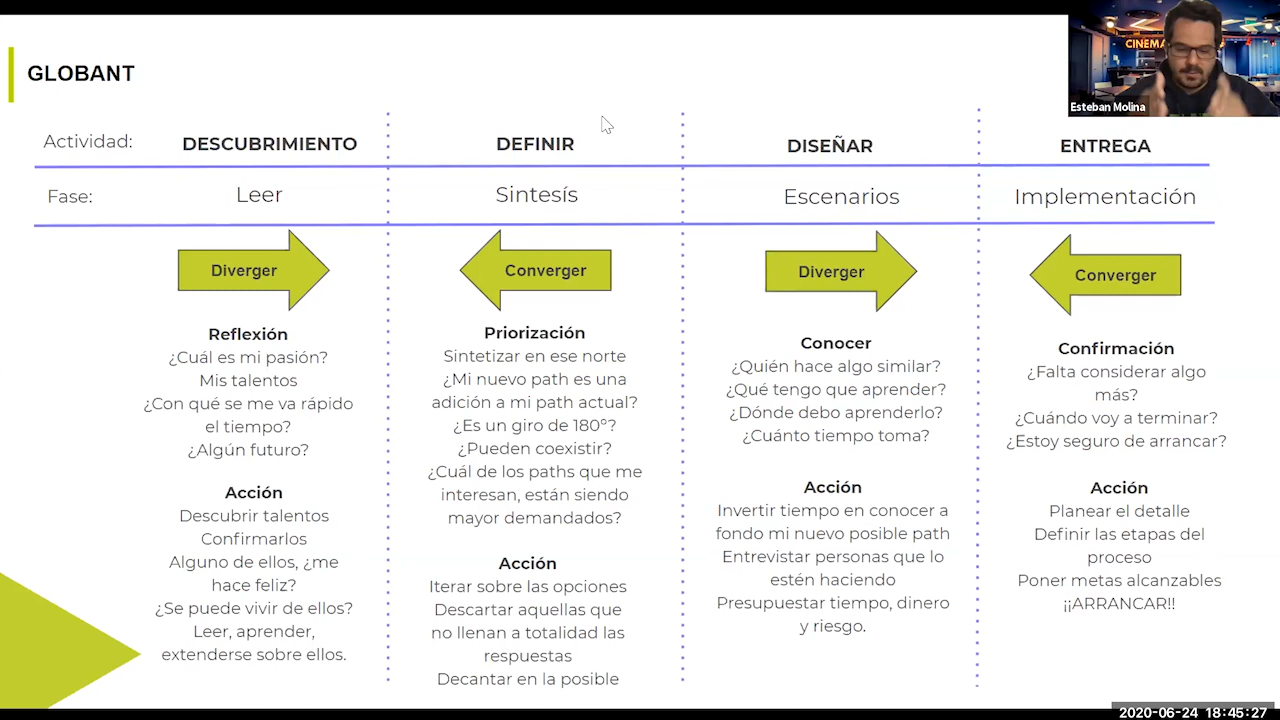 GLOBANT
CINEMA
Esteban Molina
Actividad:
DESCUBRIMIENTO
DEFINIR
DISEÑAR
ENTREGA
Fase:
Leer
Sintesís
Escenarios
Implementación
Diverger
Converger
Diverger
Converger
Reflexión
¿Cuál es mi pasión?
Mis talentos
¿Con qué se me va rápido
el tiempo?
¿Algún futuro?
Acción
Descubrir talentos
Confirmarlos
Alguno de ellos, ¿me
hace feliz?
¿Se puede vivir de ellos?
Leer, aprender,
extenderse sobre ellos.
Priorización
Sintetizar en ese norte
¿Mi nuevo path es una
adición a mi path actual?
¿Es un giro de 180°?
¿Pueden coexistir?
¿Cuál de los paths que me
interesan, están siendo
mayor demandados?
Acción
Iterar sobre las opciones
Descartar aquellas que
no llenan a totalidad las
respuestas
Decantar en la posible
Conocer
¿Quién hace algo similar?
¿Qué tengo que aprender?
¿Dónde debo aprenderlo?
¿Cuánto tiempo toma?
Acción
Invertir tiempo en conocer a
fondo mi nuevo posible path
Entrevistar personas que lo
estén haciendo
Presupuestar tiempo, dinero
y riesgo.
Confirmación
¿Falta considerar algo
más?
¿Cuándo voy a terminar?
¿Estoy seguro de arrancar?
Acción
Planear el detalle
Definir las etapas del
proceso
Poner metas alcanzables
¡¡ARRANCAR!!
2020-06-24 18:45:27